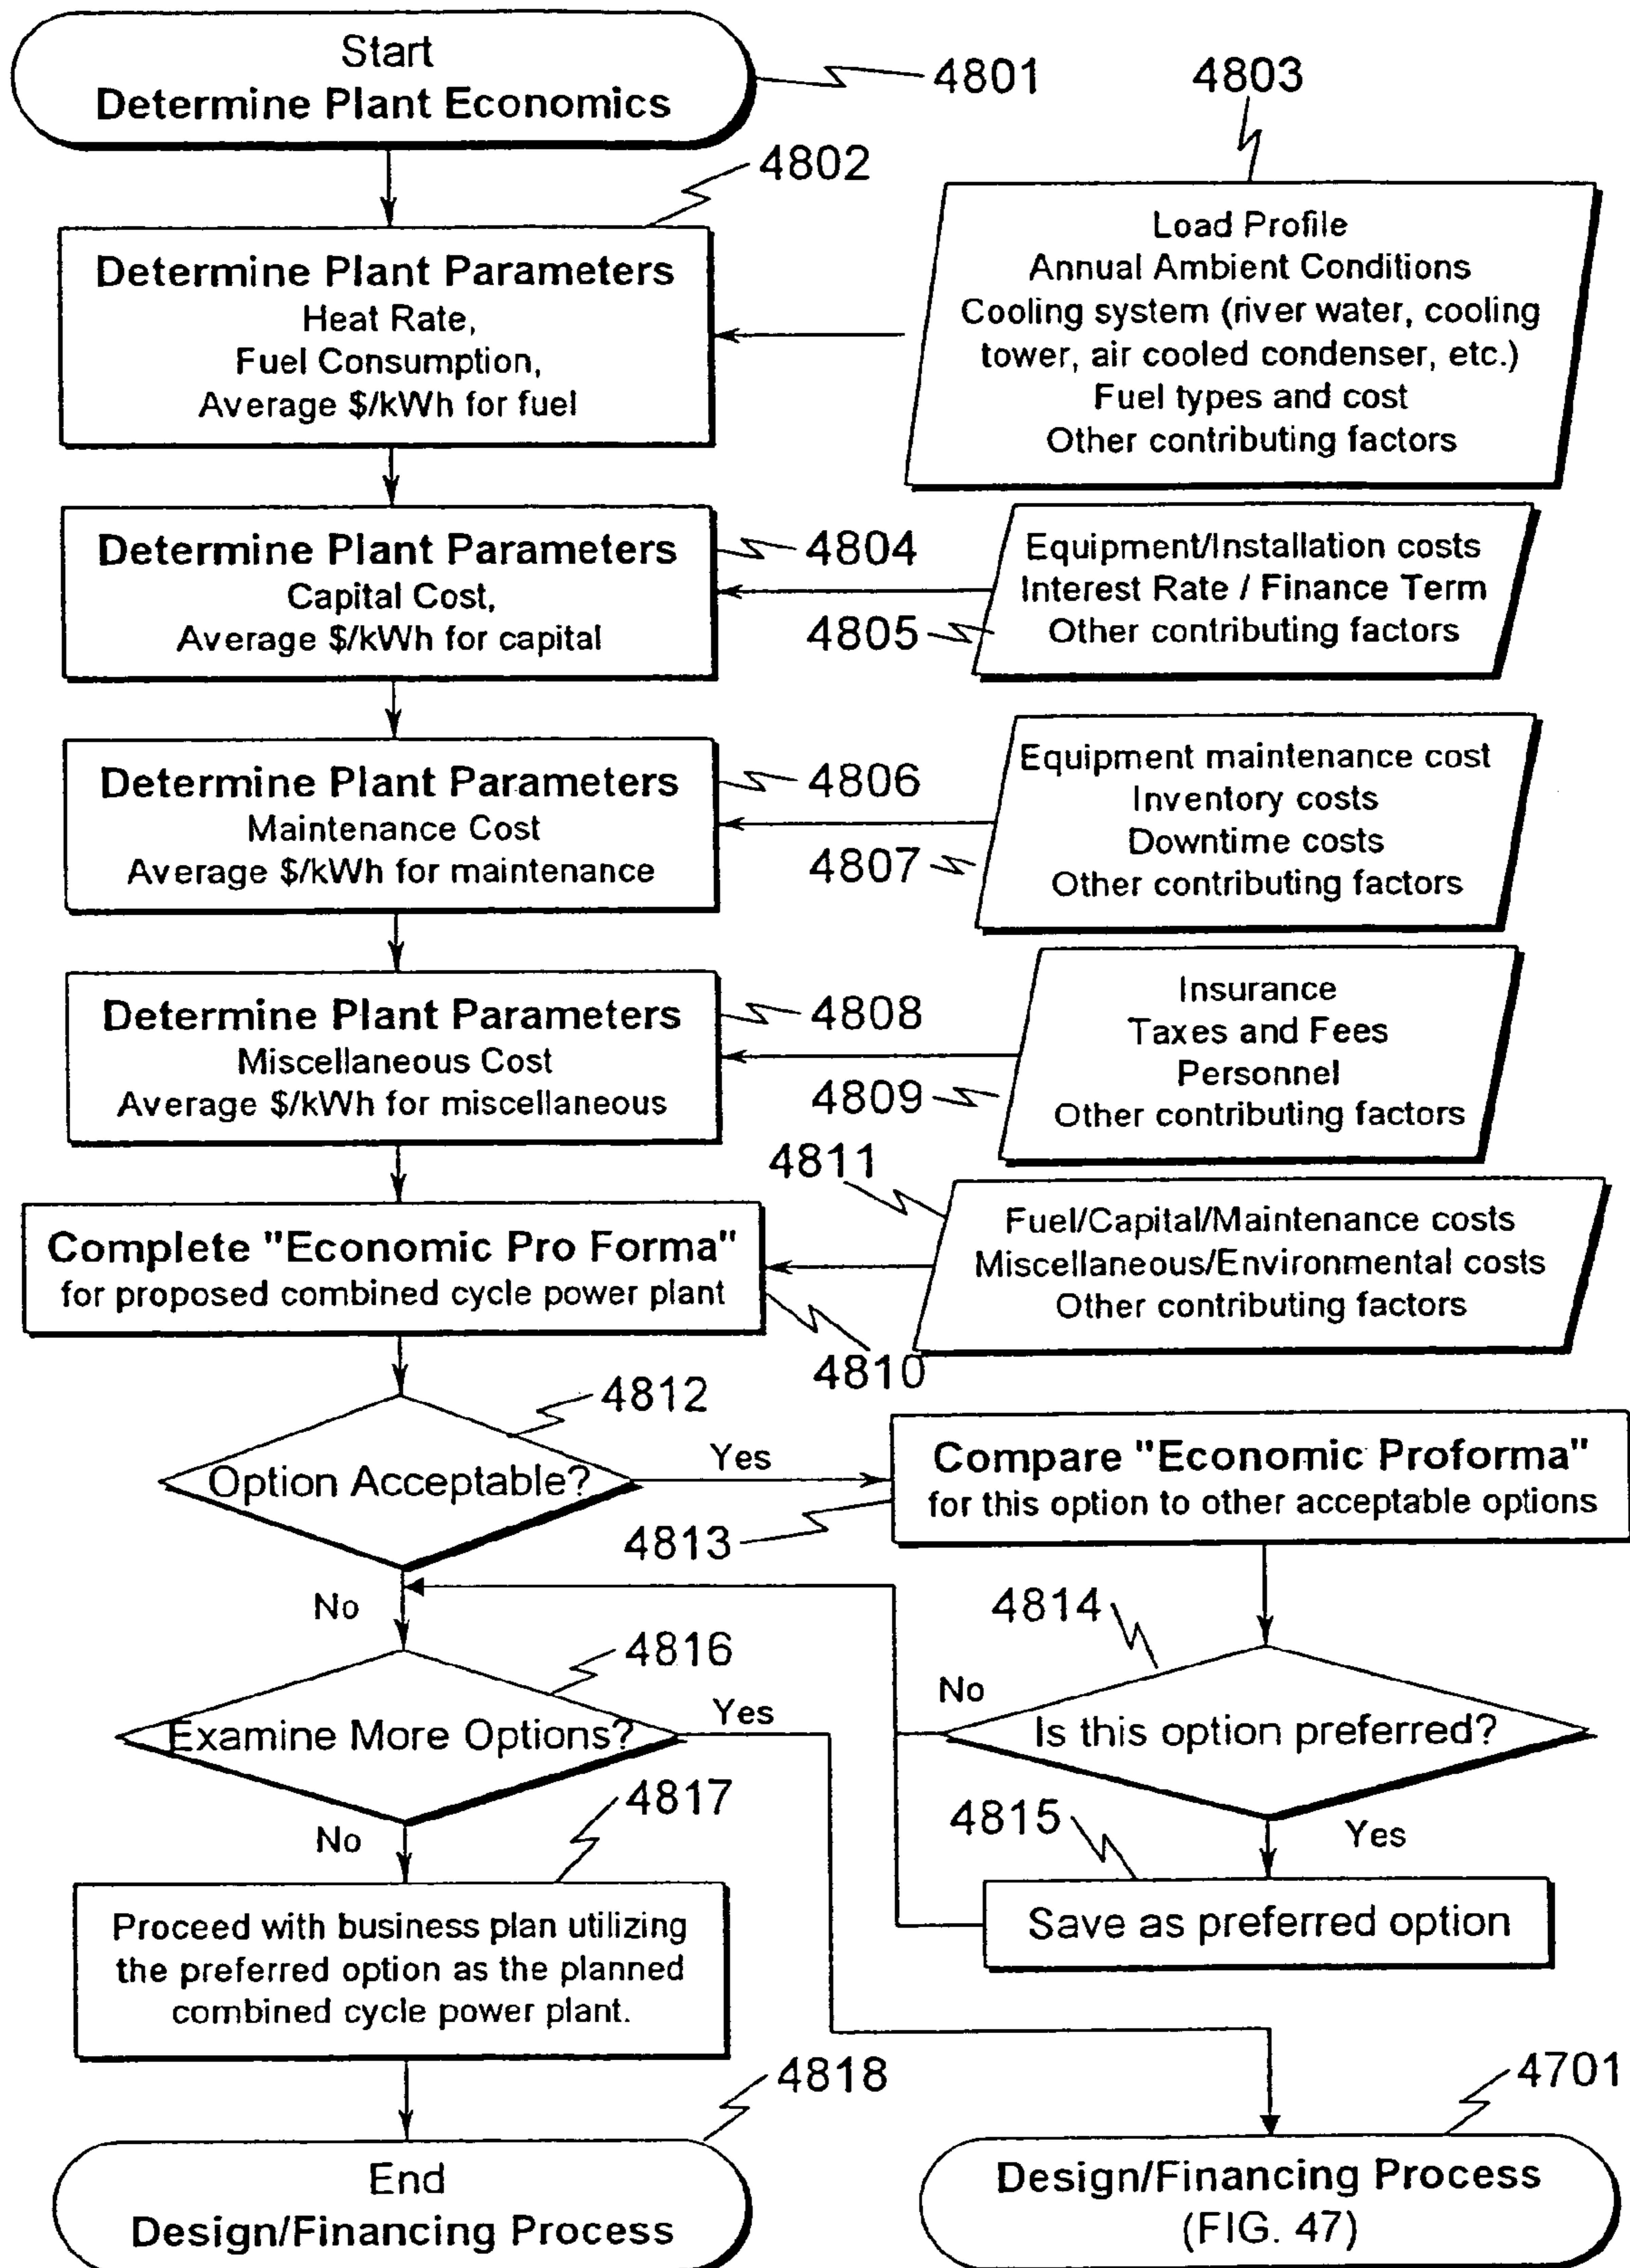 Start
Determine Plant Economics
4801
4803
4802
Determine Plant Parameters
Heat Rate,
Fuel Consumption,
Average $/kWh for fuel
Load Profile
Annual Ambient Conditions
Cooling system (river water, cooling
tower, air cooled condenser, etc.)
Fuel types and cost
Other contributing factors
Determine Plant Parameters
Capital Cost,
Average $/kWh for capital
4804
4805
Equipment/Installation costs
Interest Rate / Finance Term
Other contributing factors
Determine Plant Parameters
Maintenance Cost
Average $/kWh for maintenance
4806
4807
Equipment maintenance cost
Inventory costs
Downtime costs
Other contributing factors
Determine Plant Parameters
Miscellaneous Cost
Average $/kWh for miscellaneous
4808
4809
Insurance
Taxes and Fees
Personnel
Other contributing factors
4811
Complete "Economic Pro Forma"
for proposed combined cycle power plant
Fuel/Capital/Maintenance costs
Miscellaneous/Environmental costs
Other contributing factors
4810
4812
Option Acceptable?
Yes
Compare "Economic Proforma"
for this option to other acceptable options
4813
No
4814
4816
Examine More Options?
Yes
No
Is this option preferred?
4817
4815
No
Yes
Proceed with business plan utilizing
the preferred option as the planned
combined cycle power plant.
Save as preferred option
4818
4701
End
Design/Financing Process
Design/Financing Process
(FIG. 47)